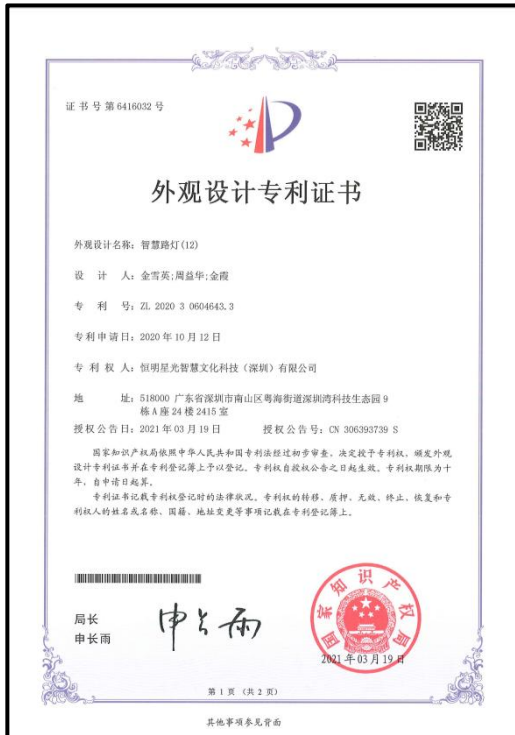 证书号第6416032号
外观设计专利证书
外观设计名称：智慧路灯(12)
设 计 人：金雪英;周益华;金霞
专 利 号：ZL 2020 3 0604643.3
专利申请日：2020年10月12日
专 利 权 人：恒明星光智慧文化科技（深圳）有限公司
地 址：518000 广东省深圳市南山区粤海街道深圳湾科技生态园9
栋A座24楼2415室
授权公告日：2021年03月19日 授权公告号：CN 306393739 S
国家知识产权局依照中华人民共和国专利法经过初步审查，决定授予专利权，颁发外观
设计专利证书并在专利登记簿上予以登记。专利权自授权公告之日起生效。专利权期限为十
年，自申请日起算。
专利证书记载专利权登记时的法律状况。专利权的转移、质押、无效、终止、恢复和专
利权人的姓名或名称、国籍、地址变更等事项记载在专利登记簿上。
局长
申长雨
申长雨
国家知识产权局
2021年03月19日
第 1 页 （共 2 页）
其他事项参见背面